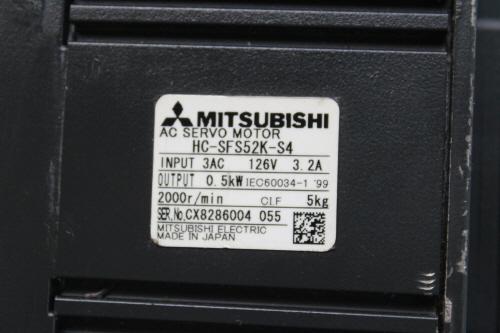 MITSUBISHI
AC SERVO MOTOR
HC-SFS52K-S4
INPUT 3AC 126V 3.2A
OUTPUT 0.5kW IEC60034-1 '99
2000r/min CI.F 5kg
SER.No.CX8286004 055
MITSUBISHI ELECTRIC
MADE IN JAPAN